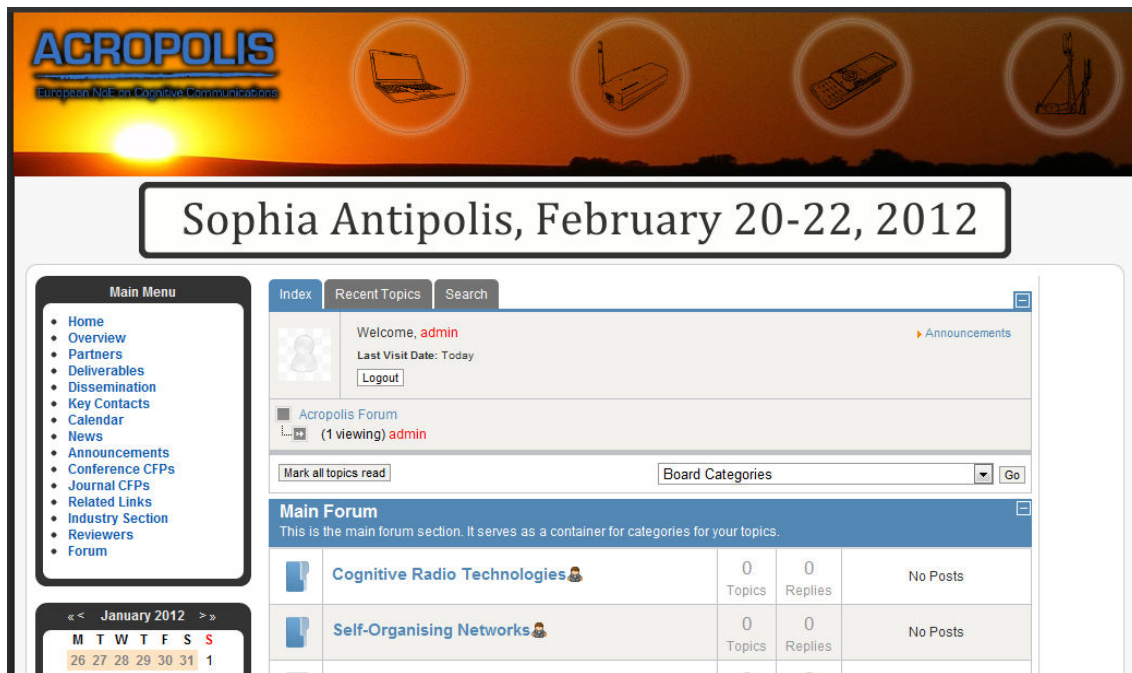 ACROPOLIS
European NoE on Cognitive Communications
Sophia Antipolis, February 20-22, 2012
Main Menu
Home
Overview
Partners
Deliverables
Dissemination
Key Contacts
Calendar
News
Announcements
Conference CFPs
Journal CFPs
Related Links
Industry Section
Reviewers
Forum
« < January 2012 > »
M T W T F S S
26 27 28 29 30 31 1
Index Recent Topics Search
Welcome, admin
Announcements
Last Visit Date: Today
Logout
Acropolis Forum
(1 viewing) admin
Mark all topics read Board Categories Go
Main Forum
This is the main forum section. It serves as a container for categories for your topics.
Cognitive Radio Technologies 0 Topics 0 Replies No Posts
Self-Organising Networks 0 Topics 0 Replies No Posts